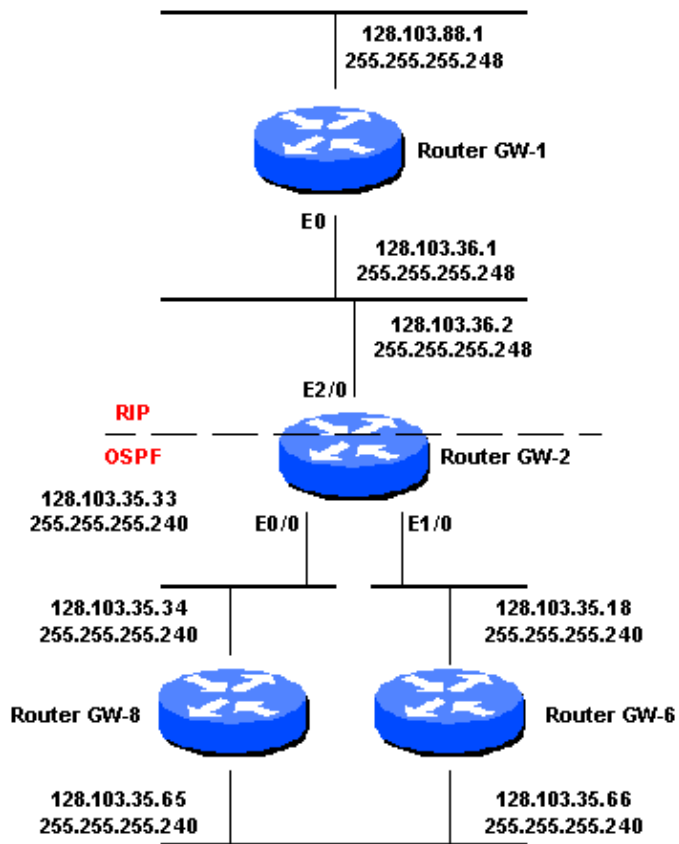 128.103.88.1
255.255.255.248
Router GW-1
E0
128.103.36.1
255.255.255.248
128.103.36.2
255.255.255.248
E2/0
RIP
OSPF
Router GW-2
128.103.35.33
255.255.255.240
E0/0
E1/0
128.103.35.34
255.255.255.240
128.103.35.18
255.255.255.240
Router GW-8
Router GW-6
128.103.35.65
255.255.255.240
128.103.35.66
255.255.255.240